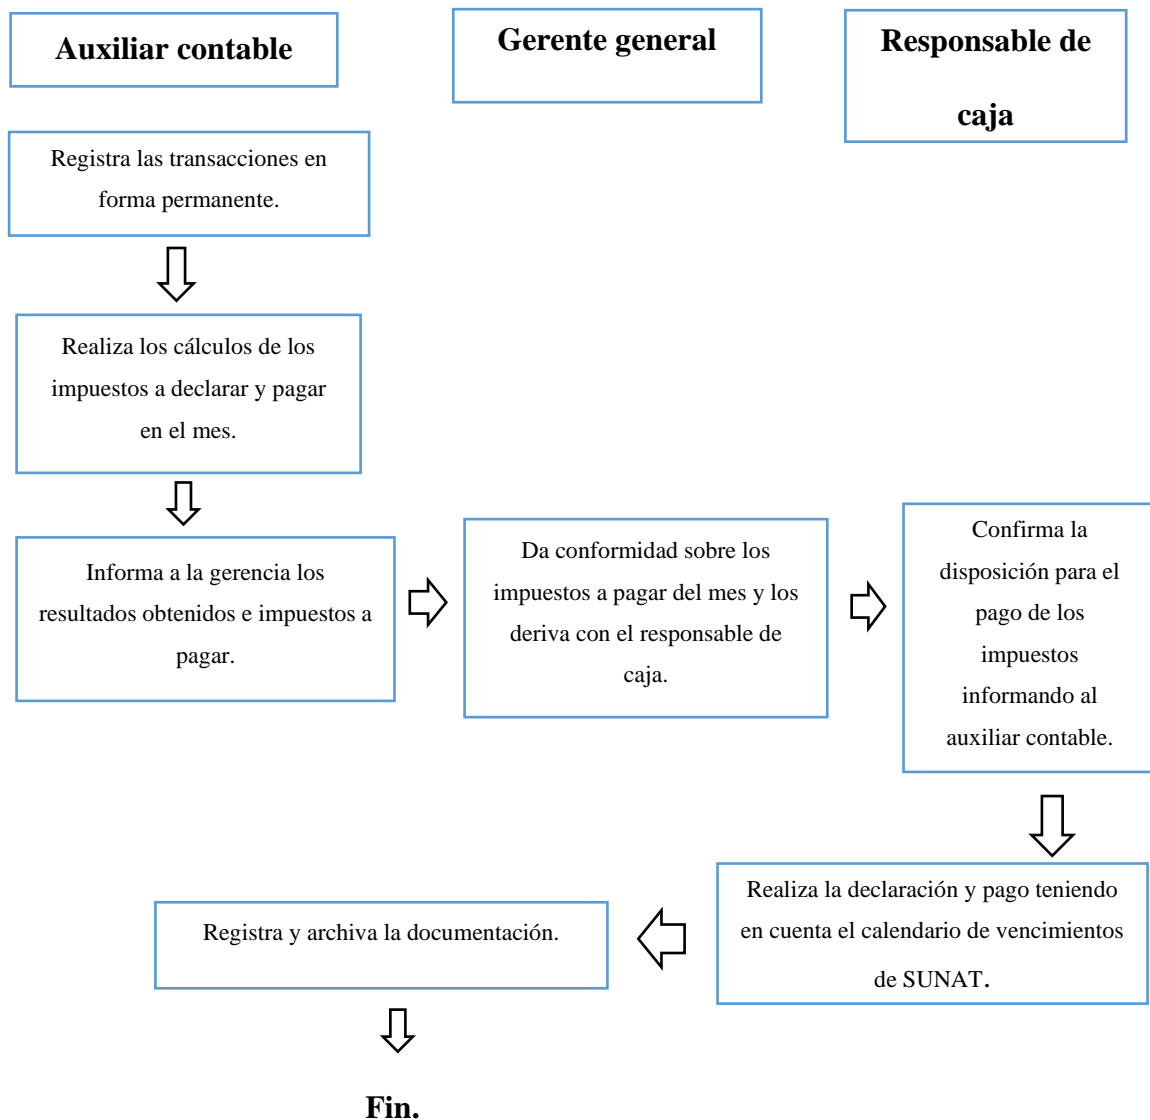 Auxiliar contable
Gerente general
Responsable de
caja
Registra las transacciones en
forma permanente.
Realiza los cálculos de los
impuestos a declarar y pagar
en el mes.
Informa a la gerencia los
resultados obtenidos e impuestos a
pagar.
Da conformidad sobre los
impuestos a pagar del mes y los
deriva con el responsable de
caja.
Confirma la
disposición para el
pago de los
impuestos
informando al
auxiliar contable.
Realiza la declaración y pago teniendo
en cuenta el calendario de vencimientos
de SUNAT.
Registra y archiva la documentación.
Fin.